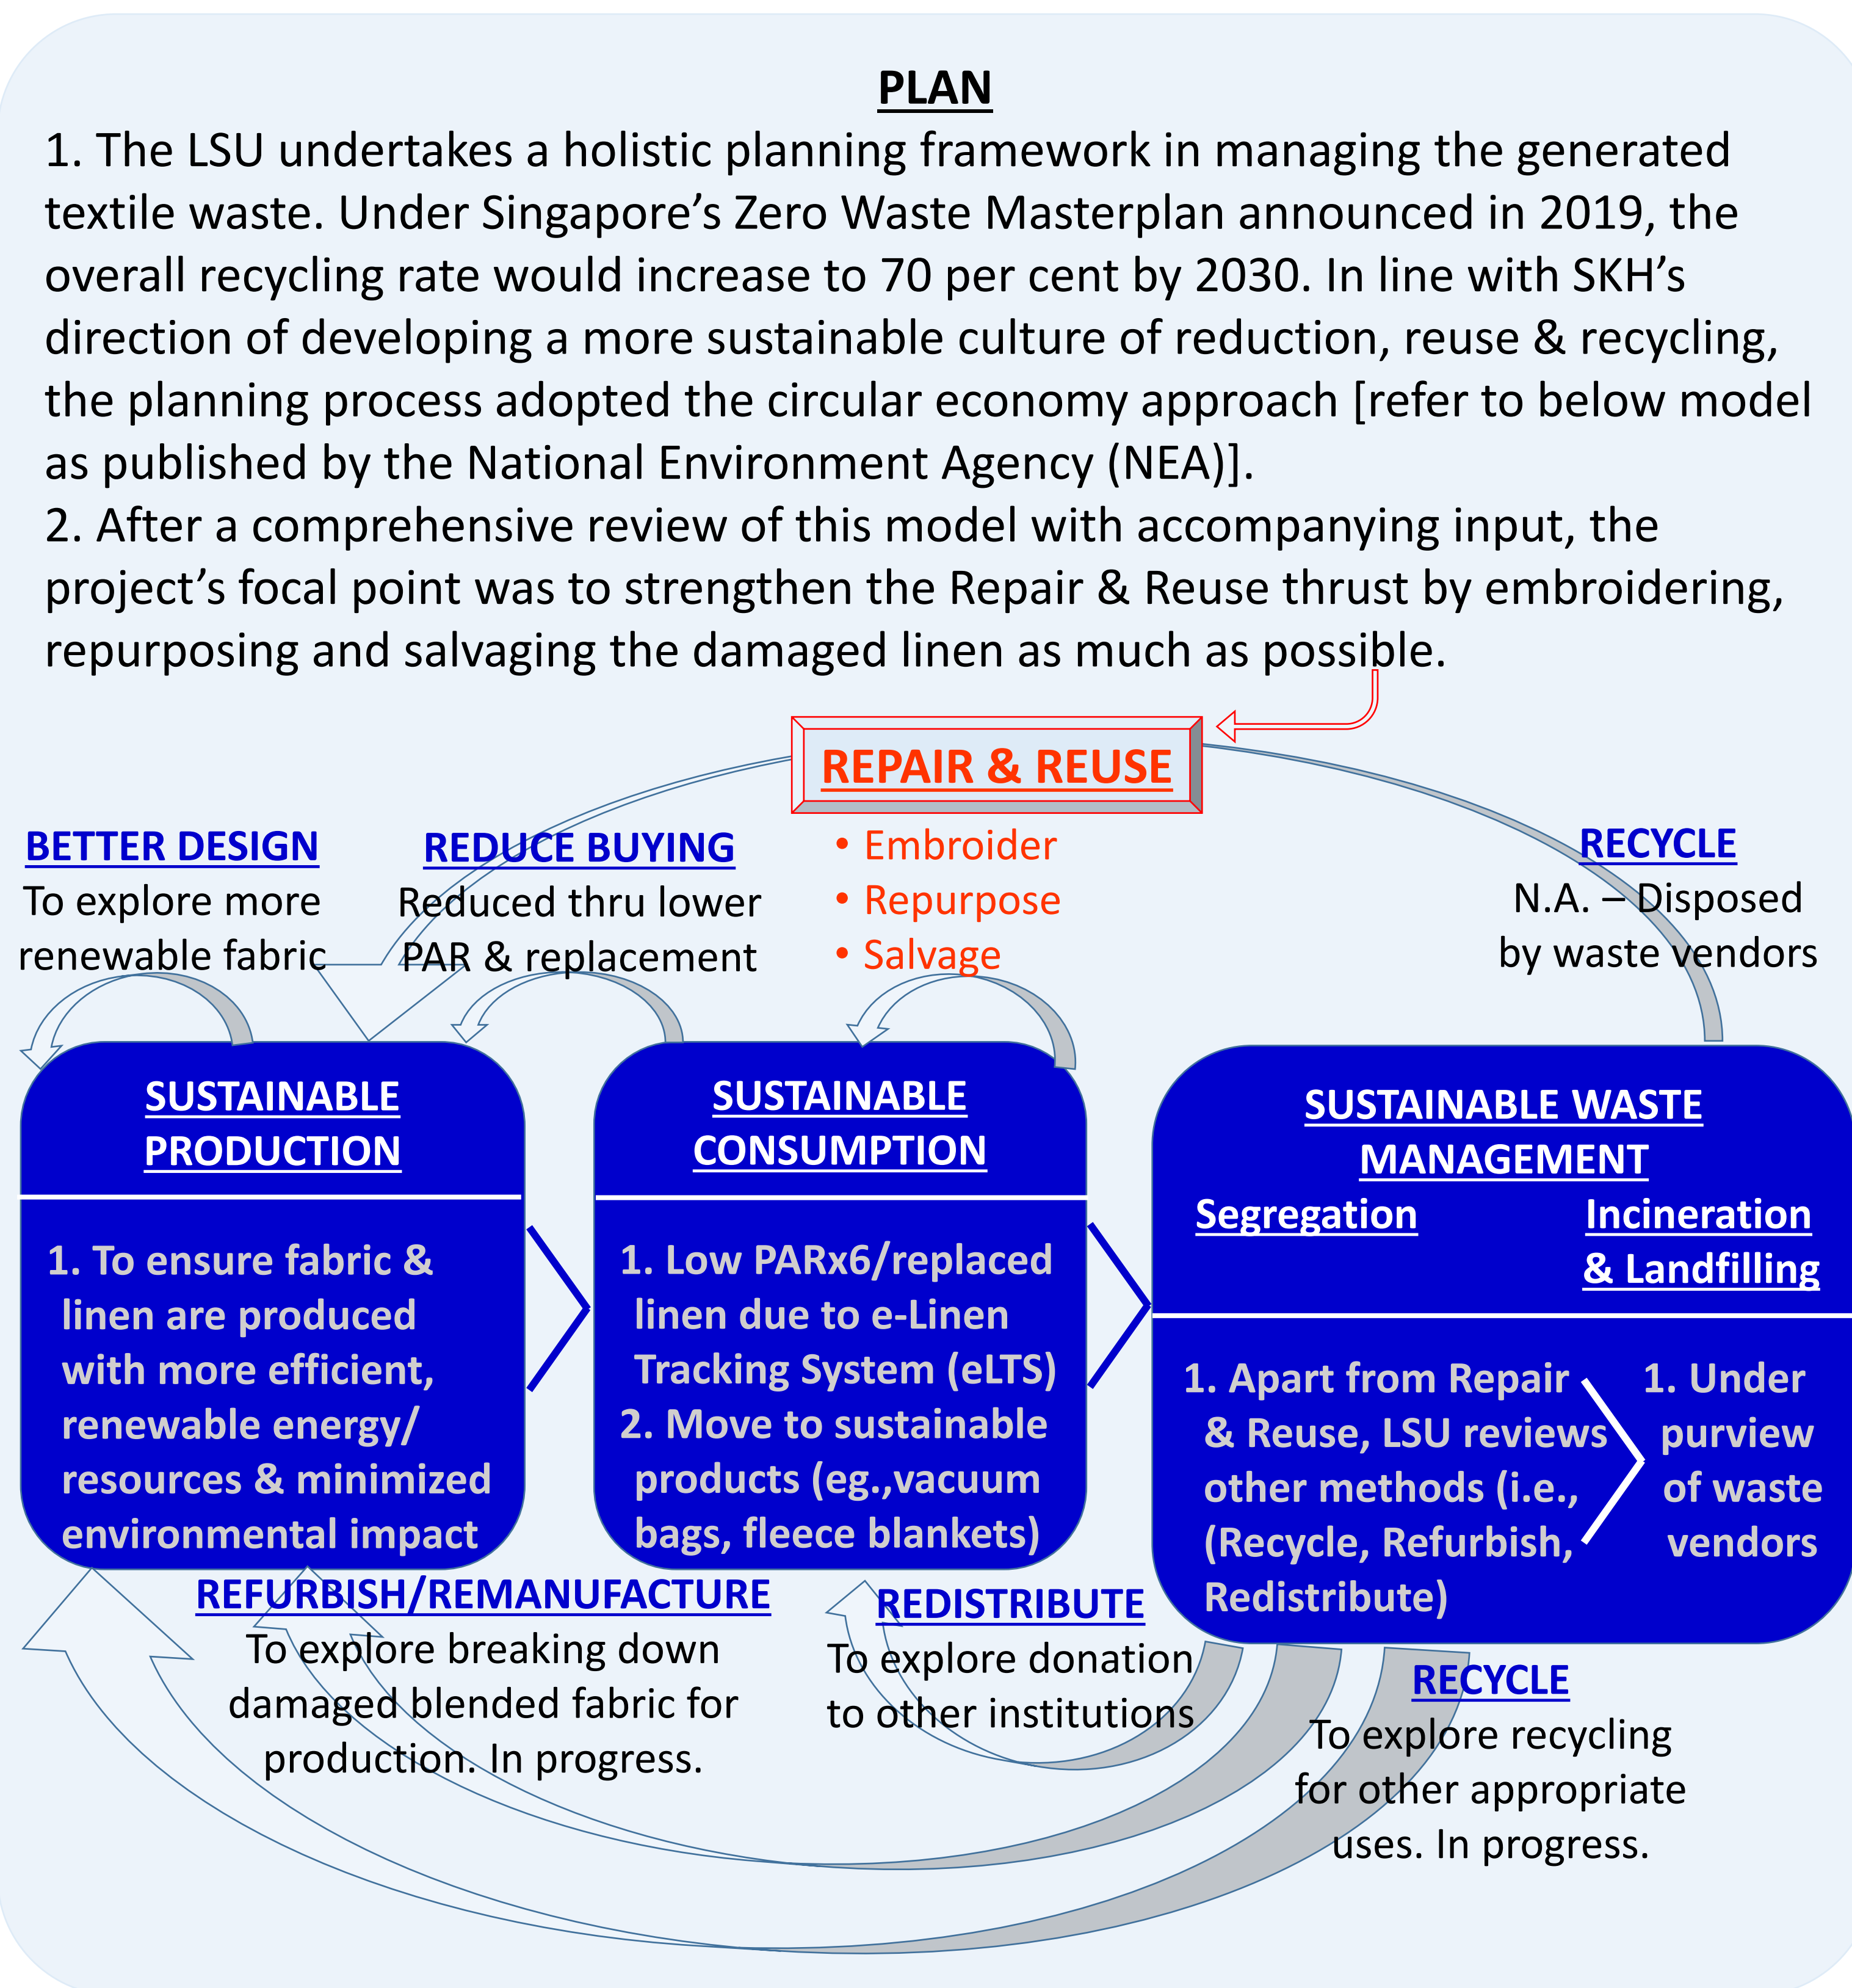 PLAN
1. The LSU undertakes a holistic planning framework in managing the generated
textile waste. Under Singapore’s Zero Waste Masterplan announced in 2019, the
overall recycling rate would increase to 70 per cent by 2030. In line with SKH’s
direction of developing a more sustainable culture of reduction, reuse & recycling,
the planning process adopted the circular economy approach [refer to below model
as published by the National Environment Agency (NEA)].
2. After a comprehensive review of this model with accompanying input, the
project’s focal point was to strengthen the Repair & Reuse thrust by embroidering,
repurposing and salvaging the damaged linen as much as possible.
REPAIR & REUSE
• Embroider
• Repurpose
• Salvage
BETTER DESIGN
To explore more
renewable fabric
REDUCE BUYING
Reduced thru lower
PAR & replacement
RECYCLE
N.A. – Disposed
by waste vendors
SUSTAINABLE
PRODUCTION
1. To ensure fabric &
linen are produced
with more efficient,
renewable energy/
resources & minimized
environmental impact
SUSTAINABLE
CONSUMPTION
1. Low PARx6/replaced
linen due to e-Linen
Tracking System (eLTS)
2. Move to sustainable
products (eg.,vacuum
bags, fleece blankets)
SUSTAINABLE WASTE
MANAGEMENT
Segregation
Incineration
& Landfilling
1. Apart from Repair
& Reuse, LSU reviews
other methods (i.e.,
(Recycle, Refurbish,
Redistribute)
1. Under
purview
of waste
vendors
REFURBISH/REMANUFACTURE
To explore breaking down
damaged blended fabric for
production. In progress.
REDISTRIBUTE
To explore donation
to other institutions
RECYCLE
To explore recycling
for other appropriate
uses. In progress.